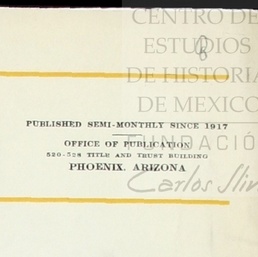 CENTRO DE
ESTUDIOS
DE HISTORIA
DE MEXICO
PUBLISHED SEMI-MONTHLY SINCE 1917
FUNDACIÓ
OFFICE OF PUBLICATION
520-528 TITLE AND TRUST BUILDING
PHOENIX, ARIZONA
Carlos Sli